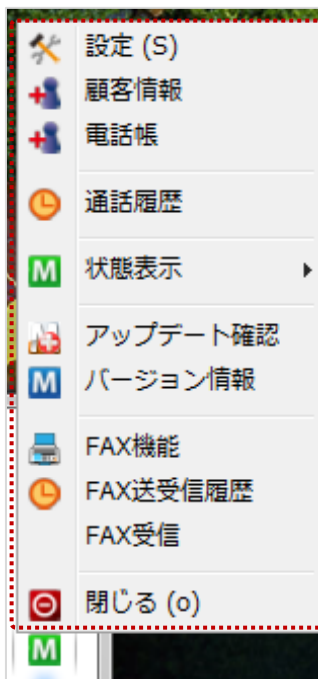 設定 (S)
顧客情報
電話帳
通話履歴
M 状態表示
アップデート確認
M バージョン情報
FAX機能
FAX送受信履歴
FAX受信
閉じる (o)
M